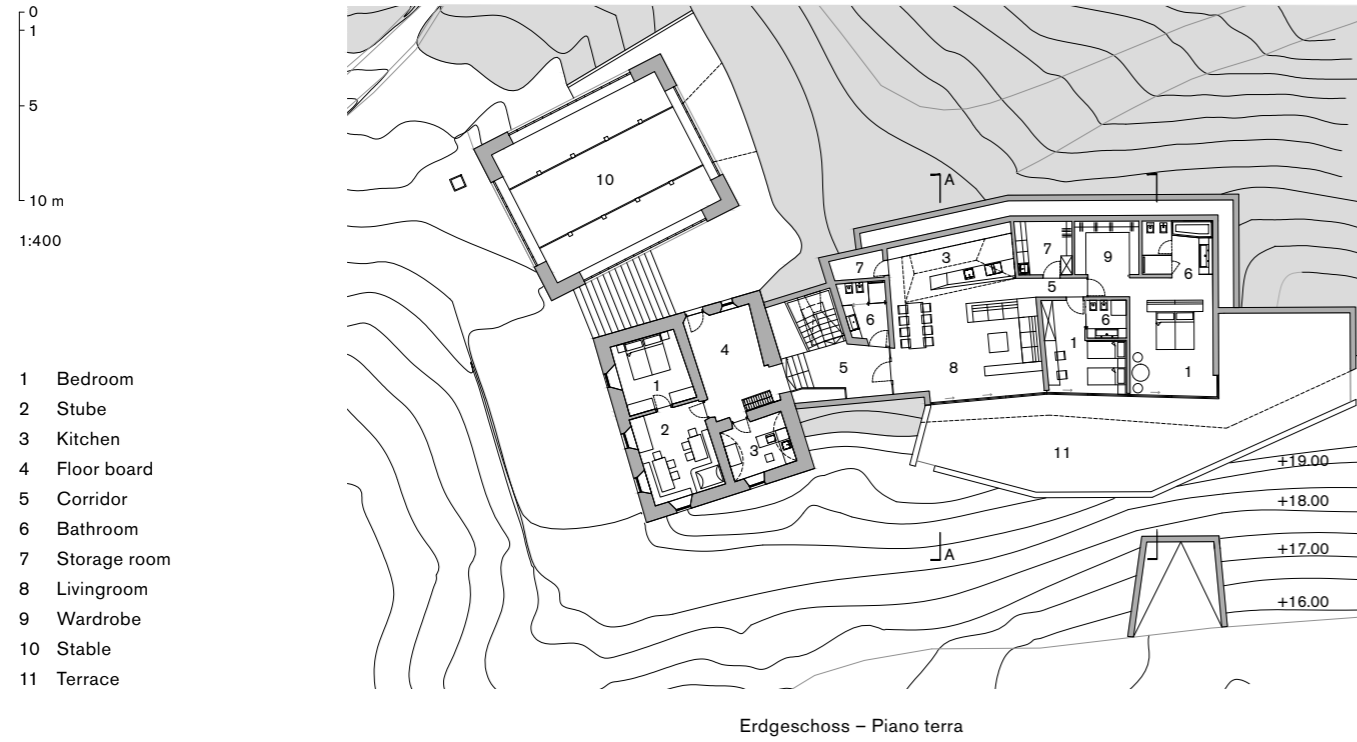 0
1
5
10 m
1:400
1 Bedroom
2 Stube
3 Kitchen
4 Floor board
5 Corridor
6 Bathroom
7 Storage room
8 Livingroom
9 Wardrobe
10 Stable
11 Terrace
10
A
7
3
7
9
6
5
6
4
5
8
1
6
1
1
2
3
11
+19.00
+18.00
A
+17.00
+16.00
Erdgeschoss – Piano terra